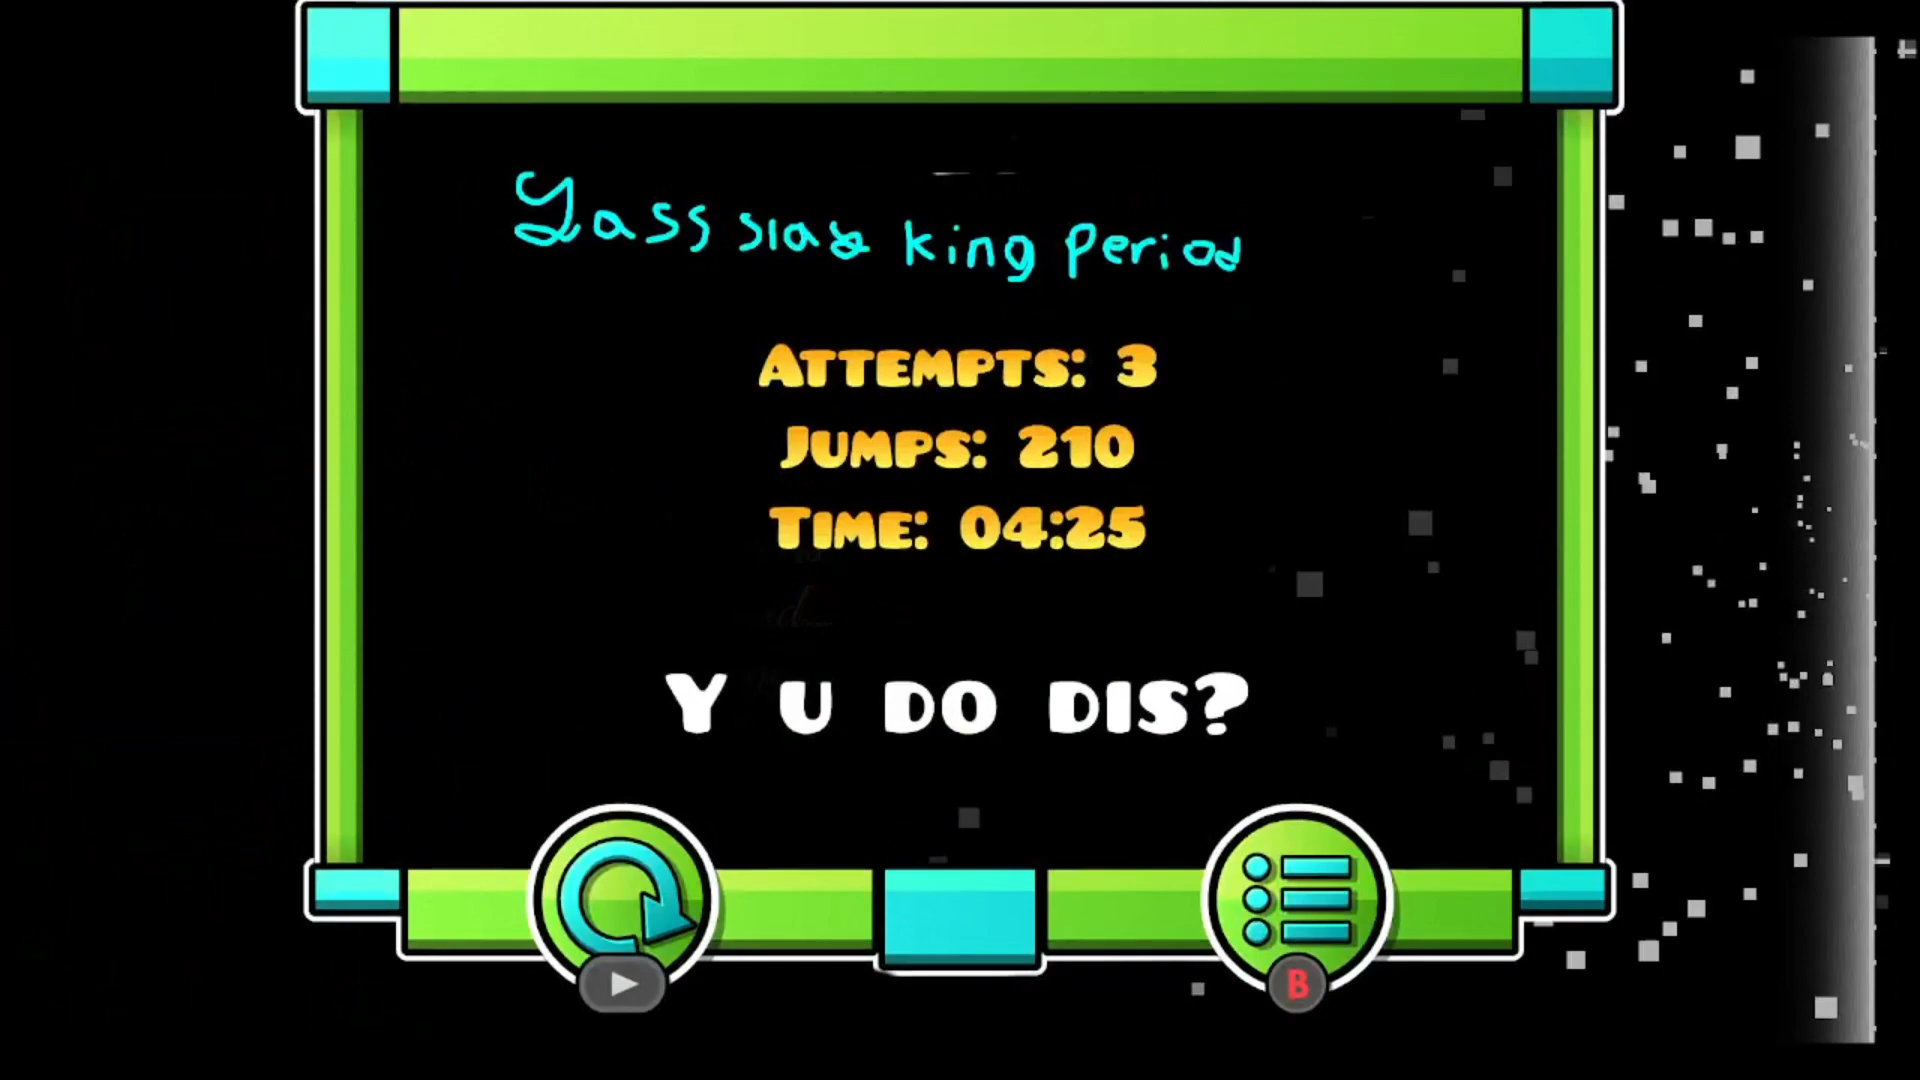 Yass slay king period
ATTEMPTS: 3
JUMPS: 210
TIME: 04:25
Y U DO DIS?
B